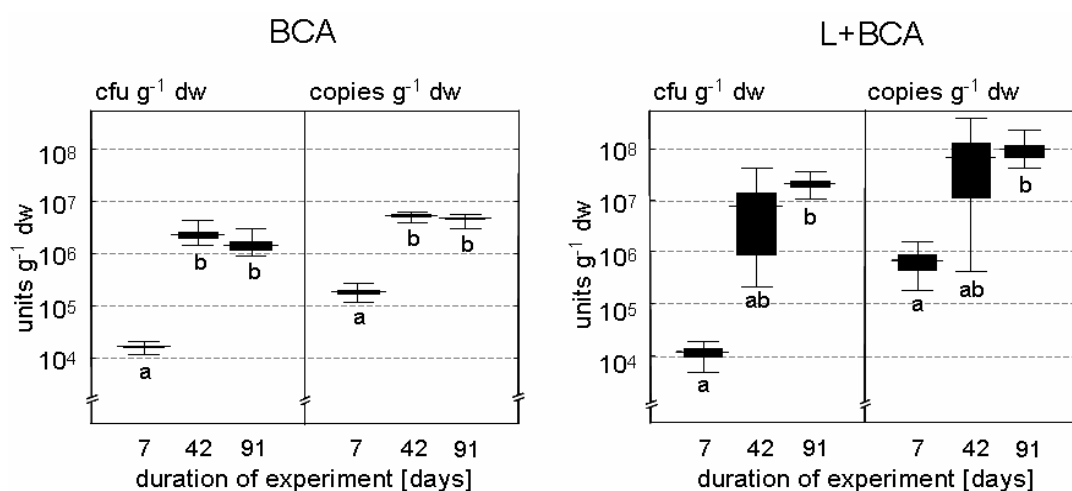 BCA
cfu g⁻¹ dw copies g⁻¹ dw
units g⁻¹ dw
10⁸
10⁷
10⁶
10⁵
10⁴
a b b a b b
7 42 91 7 42 91
duration of experiment [days]
L+BCA
cfu g⁻¹ dw copies g⁻¹ dw
units g⁻¹ dw
10⁸
10⁷
10⁶
10⁵
10⁴
a ab b a ab b
7 42 91 7 42 91
duration of experiment [days]